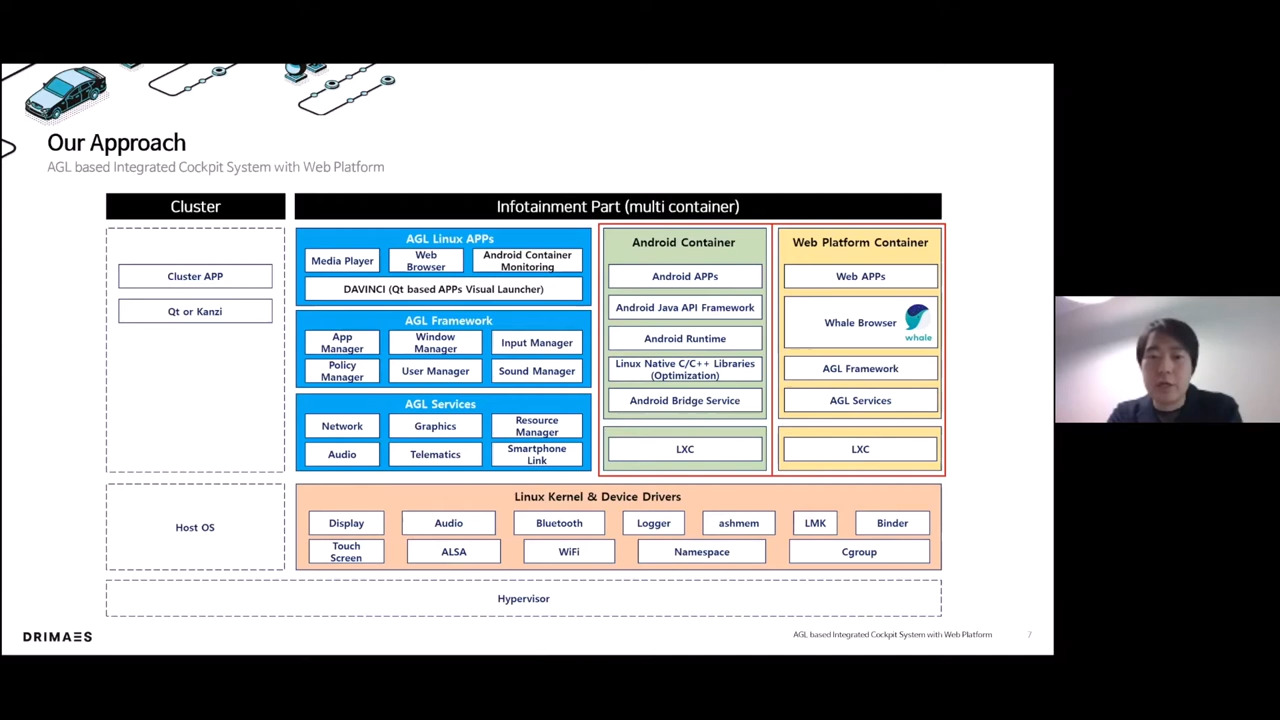 Our Approach
AGL based Integrated Cockpit System with Web Platform
Cluster
Infotainment Part (multi container)
Cluster APP
Qt or Kanzi
AGL Linux APPs
Media Player
Web
Browser
Android Container
Monitoring
DAVINCI (Qt based APPs Visual Launcher)
AGL Framework
App
Manager
Window
Manager
Input Manager
Policy
Manager
User Manager
Sound Manager
AGL Services
Network
Graphics
Resource
Manager
Audio
Telematics
Smartphone
Link
Android Container
Android APPs
Android Java API Framework
Android Runtime
Linux Native C/C++ Libraries
(Optimization)
Android Bridge Service
LXC
Web Platform Container
Web APPs
Whale Browser
whale
AGL Framework
AGL Services
LXC
Host OS
Linux Kernel & Device Drivers
Display
Audio
Bluetooth
Logger
ashmem
LMK
Binder
Touch
Screen
ALSA
WiFi
Namespace
Cgroup
Hypervisor
DRIMAES
AGL based Integrated Cockpit System with Web Platform
7